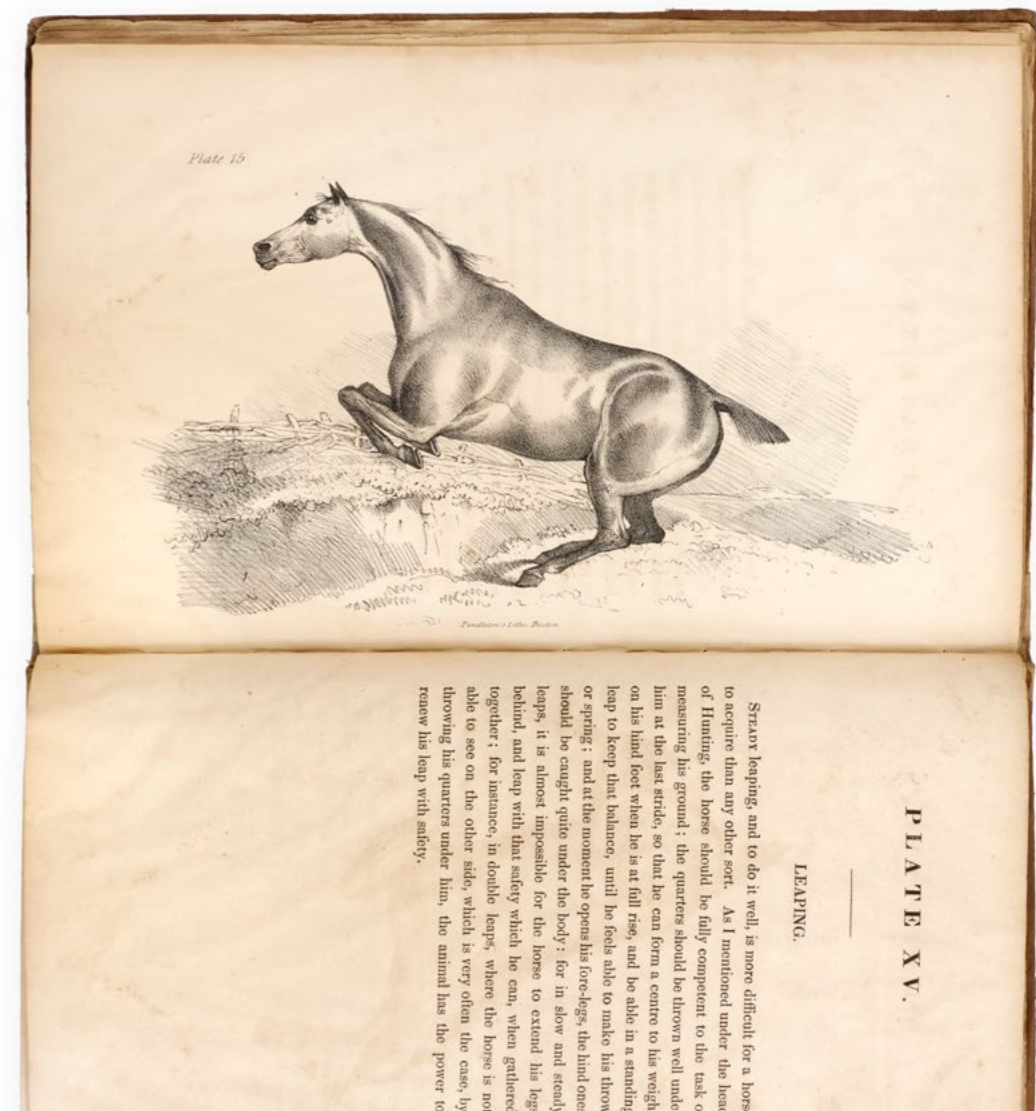 Plate 15
Pendleton's Litho. Boston
PLATE XV.
LEAPING.
STEADY leaping, and to do it well, is more difficult for a horse
to acquire than any other sort. As I mentioned under the head
of Hunting, the horse should be fully competent to the task o
measuring his ground; the quarters should be thrown well unde
him at the last stride, so that he can form a centre to his weigh
on his hind feet when he is at full rise, and be able in a standing
leap to keep that balance, until he feels able to make his throw
or spring; and at the moment he opens his fore-legs, the hind ones
should be caught quite under the body: for in slow and steady
leaps, it is almost impossible for the horse to extend his legs
behind, and leap with that safety which he can, when gathered
together; for instance, in double leaps, where the horse is not
able to see on the other side, which is very often the case, by
throwing his quarters under him, the animal has the power to
renew his leap with safety.